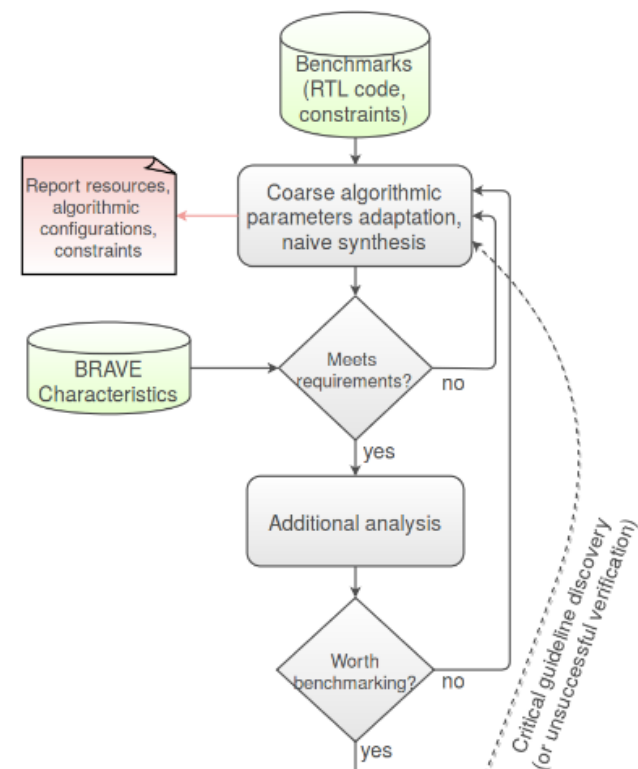 Benchmarks
(RTL code,
constraints)
Report resources,
algorithmic
configurations,
constraints
Coarse algorithmic
parameters adaptation,
naive synthesis
BRAVE
Characteristics
Meets
requirements?
no
yes
Additional analysis
Worth
benchmarking?
no
yes
Critical guideline discovery
(or unsuccessful verification)